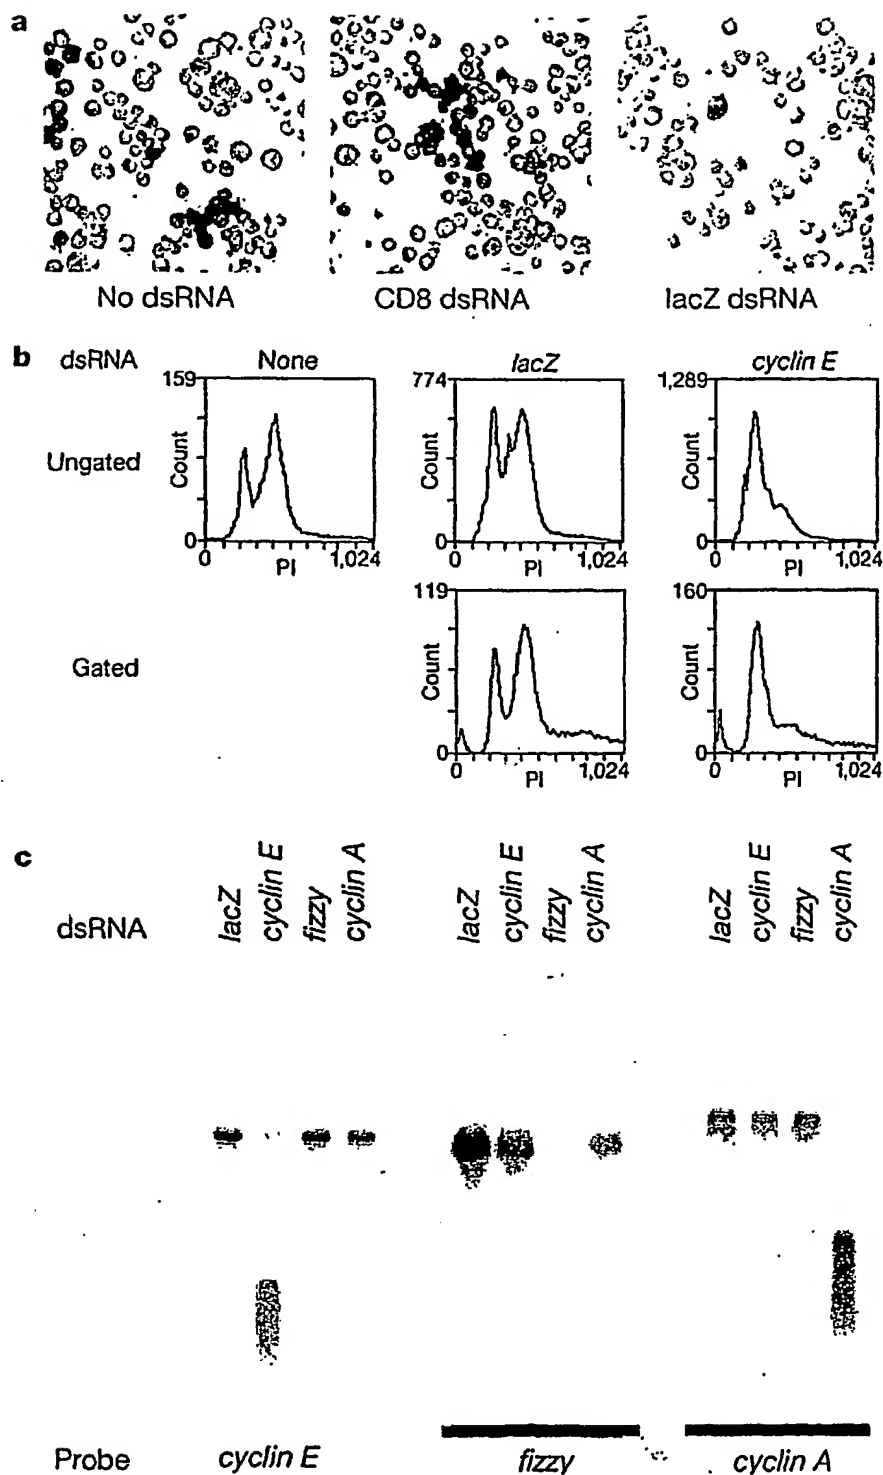 a
No dsRNA CD8 dsRNA lacZ dsRNA
b dsRNA None lacZ cyclin E
159 774 1,289
Ungated Count Count Count
0 0 0
0 PI 1,024 0 PI 1,024 0 PI 1,024
119 160
Gated Count Count
0 0
0 PI 1,024 0 PI 1,024
c
dsRNA lacZ cyclin E fizzy cyclin A lacZ cyclin E fizzy cyclin A lacZ cyclin E fizzy cyclin A
Probe cyclin E fizzy cyclin A